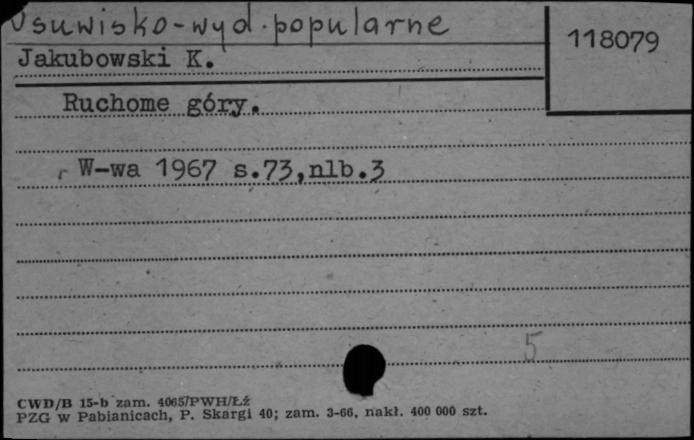 Usuwisko-wyd. popularne
118079
Jakubowski K.
Ruchome góry.
W-wa 1967 s.73,nlb.3
5
CWD/B 15-b zam. 4065/PWH/Łź
PZG w Pabianicach, P. Skargi 40; zam. 3-66, nakł. 400 000 szt.